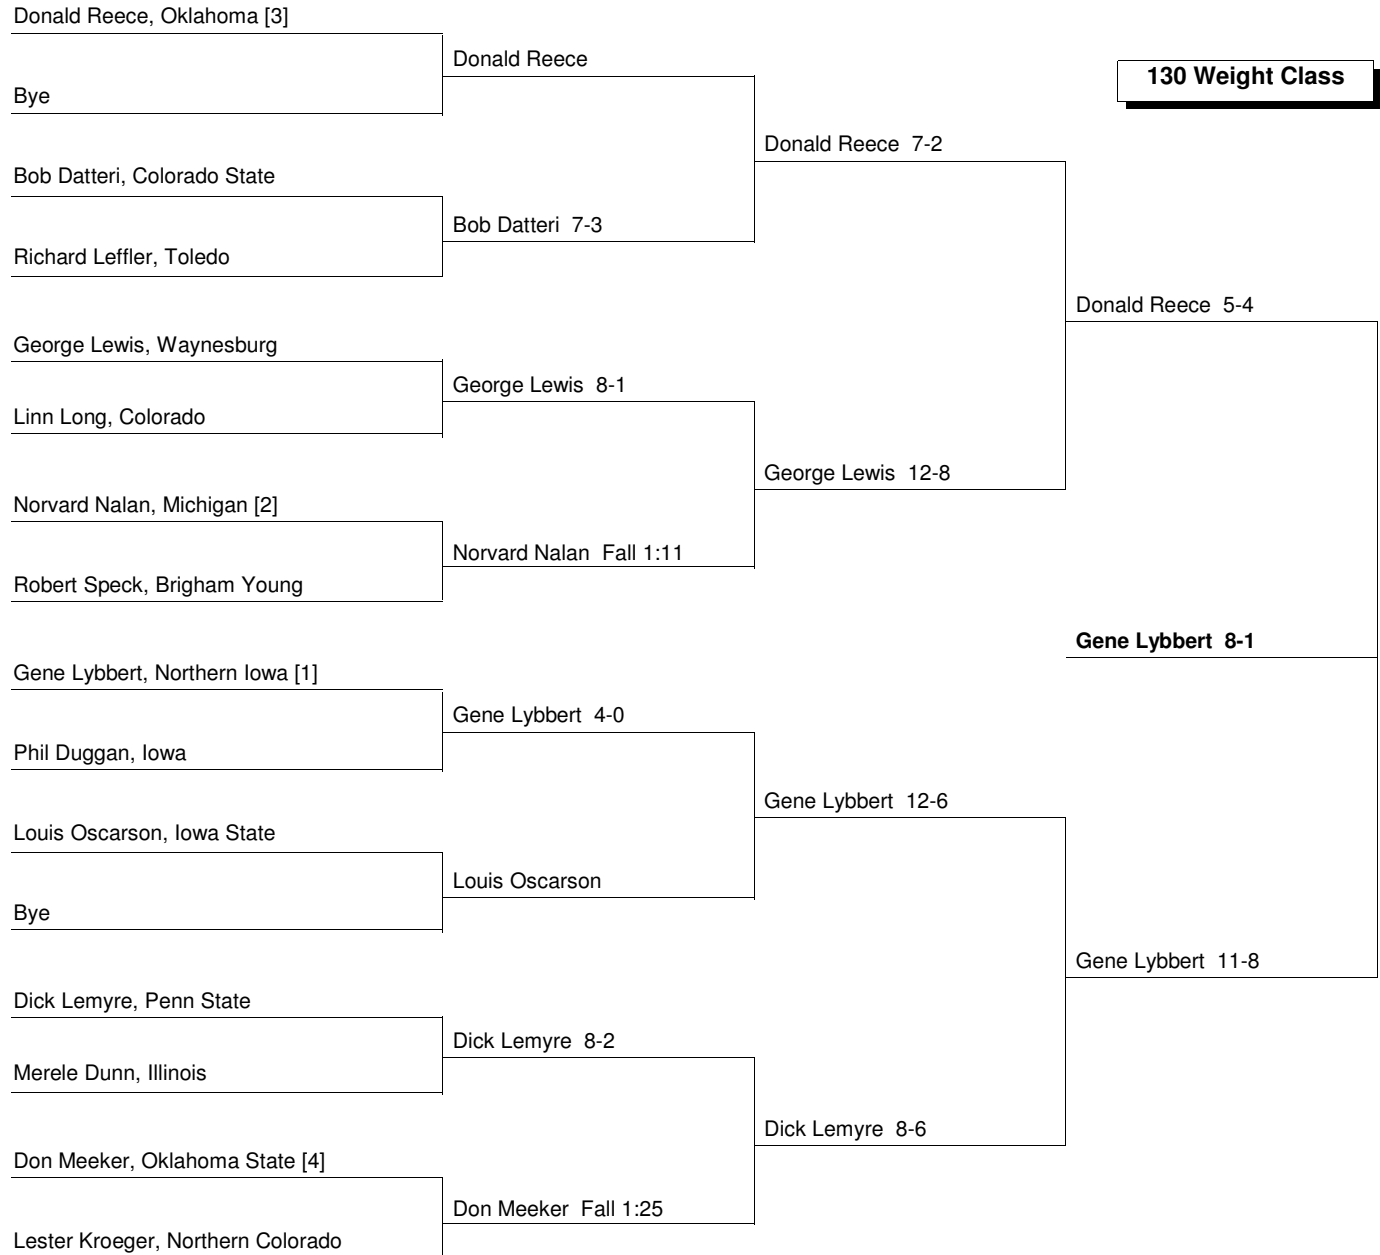 Donald Reece, Oklahoma [3]
Donald Reece
130 Weight Class
Bye
Donald Reece 7-2
Bob Datteri, Colorado State
Bob Datteri 7-3
Richard Leffler, Toledo
Donald Reece 5-4
George Lewis, Waynesburg
George Lewis 8-1
Linn Long, Colorado
George Lewis 12-8
Norvard Nalan, Michigan [2]
Norvard Nalan Fall 1:11
Robert Speck, Brigham Young
Gene Lybbert 8-1
Gene Lybbert, Northern Iowa [1]
Gene Lybbert 4-0
Phil Duggan, Iowa
Gene Lybbert 12-6
Louis Oscarson, Iowa State
Louis Oscarson
Bye
Gene Lybbert 11-8
Dick Lemyre, Penn State
Dick Lemyre 8-2
Merele Dunn, Illinois
Dick Lemyre 8-6
Don Meeker, Oklahoma State [4]
Don Meeker Fall 1:25
Lester Kroeger, Northern Colorado